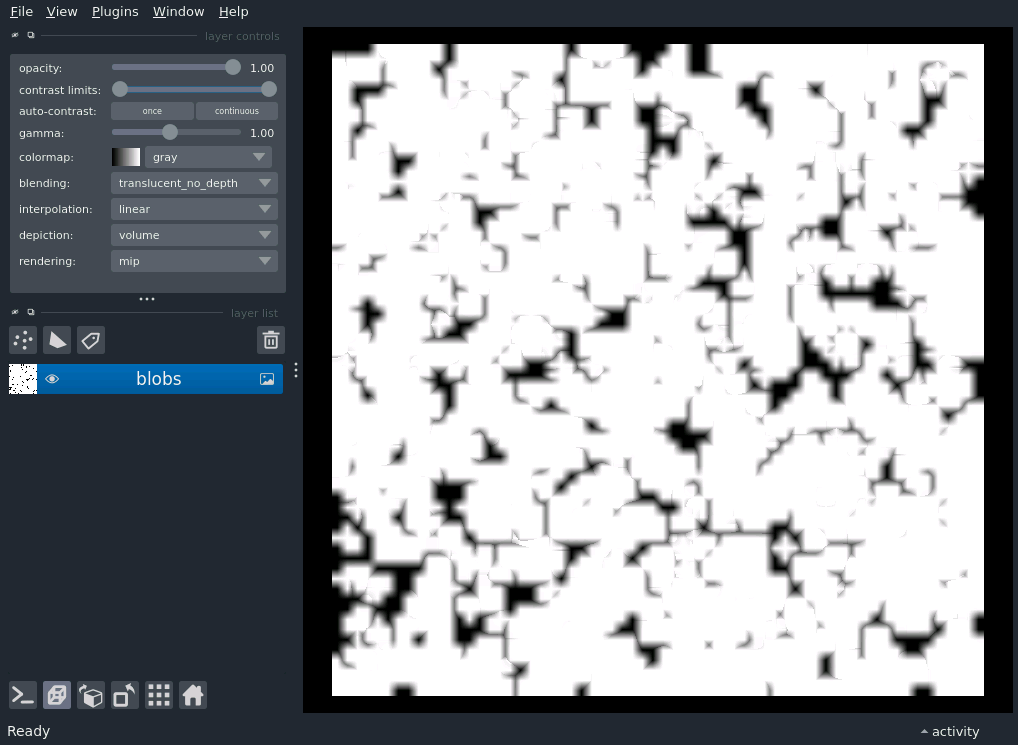 File View Plugins Window Help
layer controls
opacity: 1.00
contrast limits:
auto-contrast: once continuous
gamma: 1.00
colormap: gray
blending: translucent_no_depth
interpolation: linear
depiction: volume
rendering: mip
layer list
blobs
Ready activity